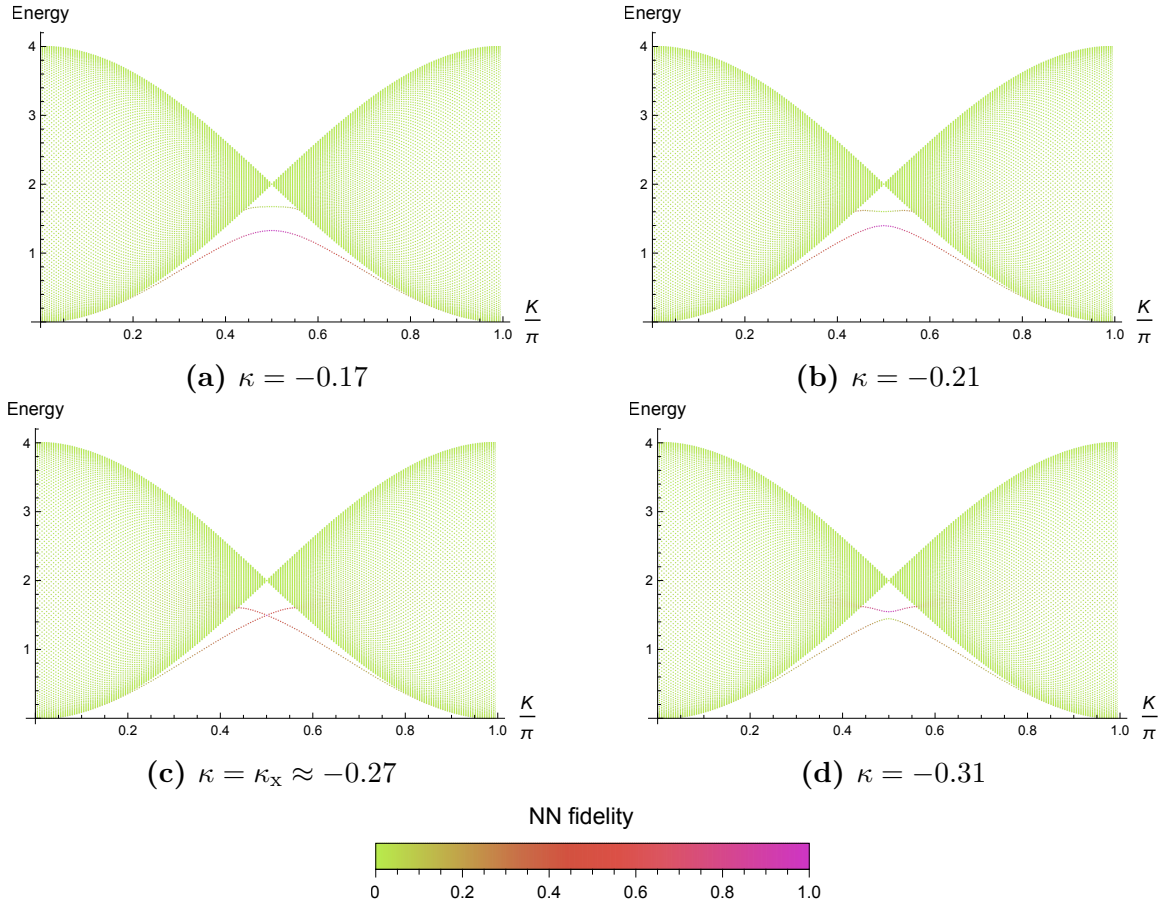 Energy
4
3
2
1
0.2 0.4 0.6 0.8 1.0
K
π
(a) κ = −0.17
Energy
4
3
2
1
0.2 0.4 0.6 0.8 1.0
K
π
(b) κ = −0.21
Energy
4
3
2
1
0.2 0.4 0.6 0.8 1.0
K
π
(c) κ = κx ≈ −0.27
Energy
4
3
2
1
0.2 0.4 0.6 0.8 1.0
K
π
(d) κ = −0.31
NN fidelity
0 0.2 0.4 0.6 0.8 1.0